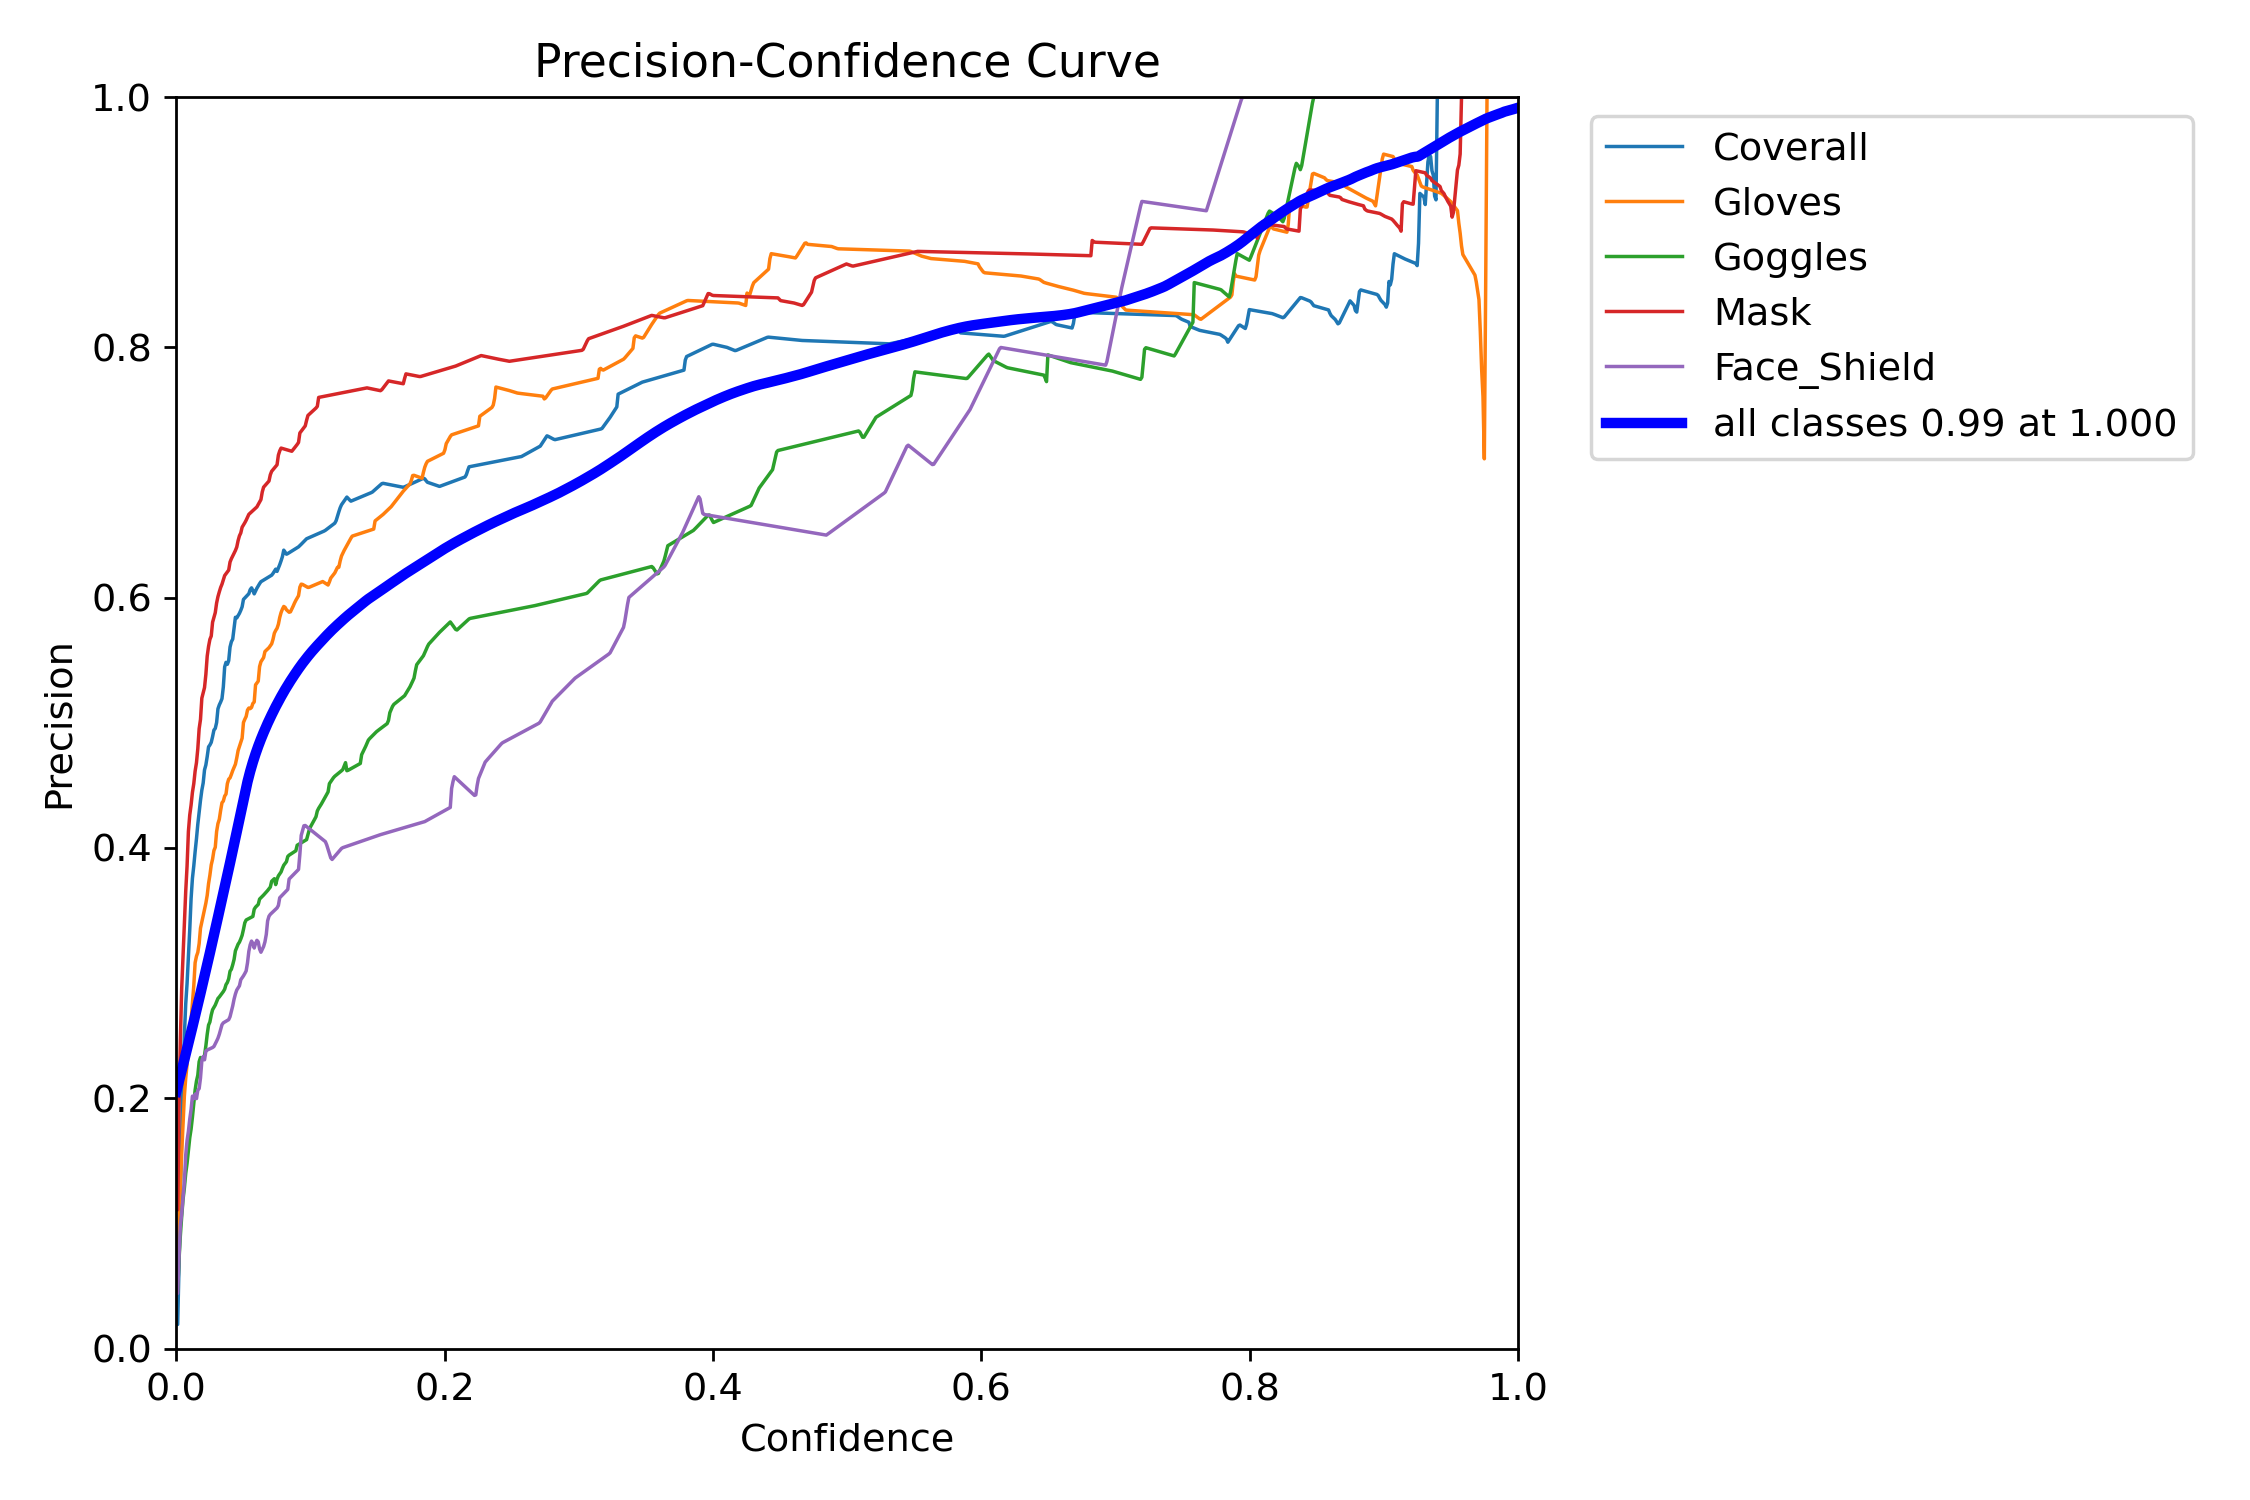 Precision-Confidence Curve
1.0
0.8
0.6
0.4
0.2
0.0
Precision
0.0 0.2 0.4 0.6 0.8 1.0
Confidence
Coverall
Gloves
Goggles
Mask
Face_Shield
all classes 0.99 at 1.000